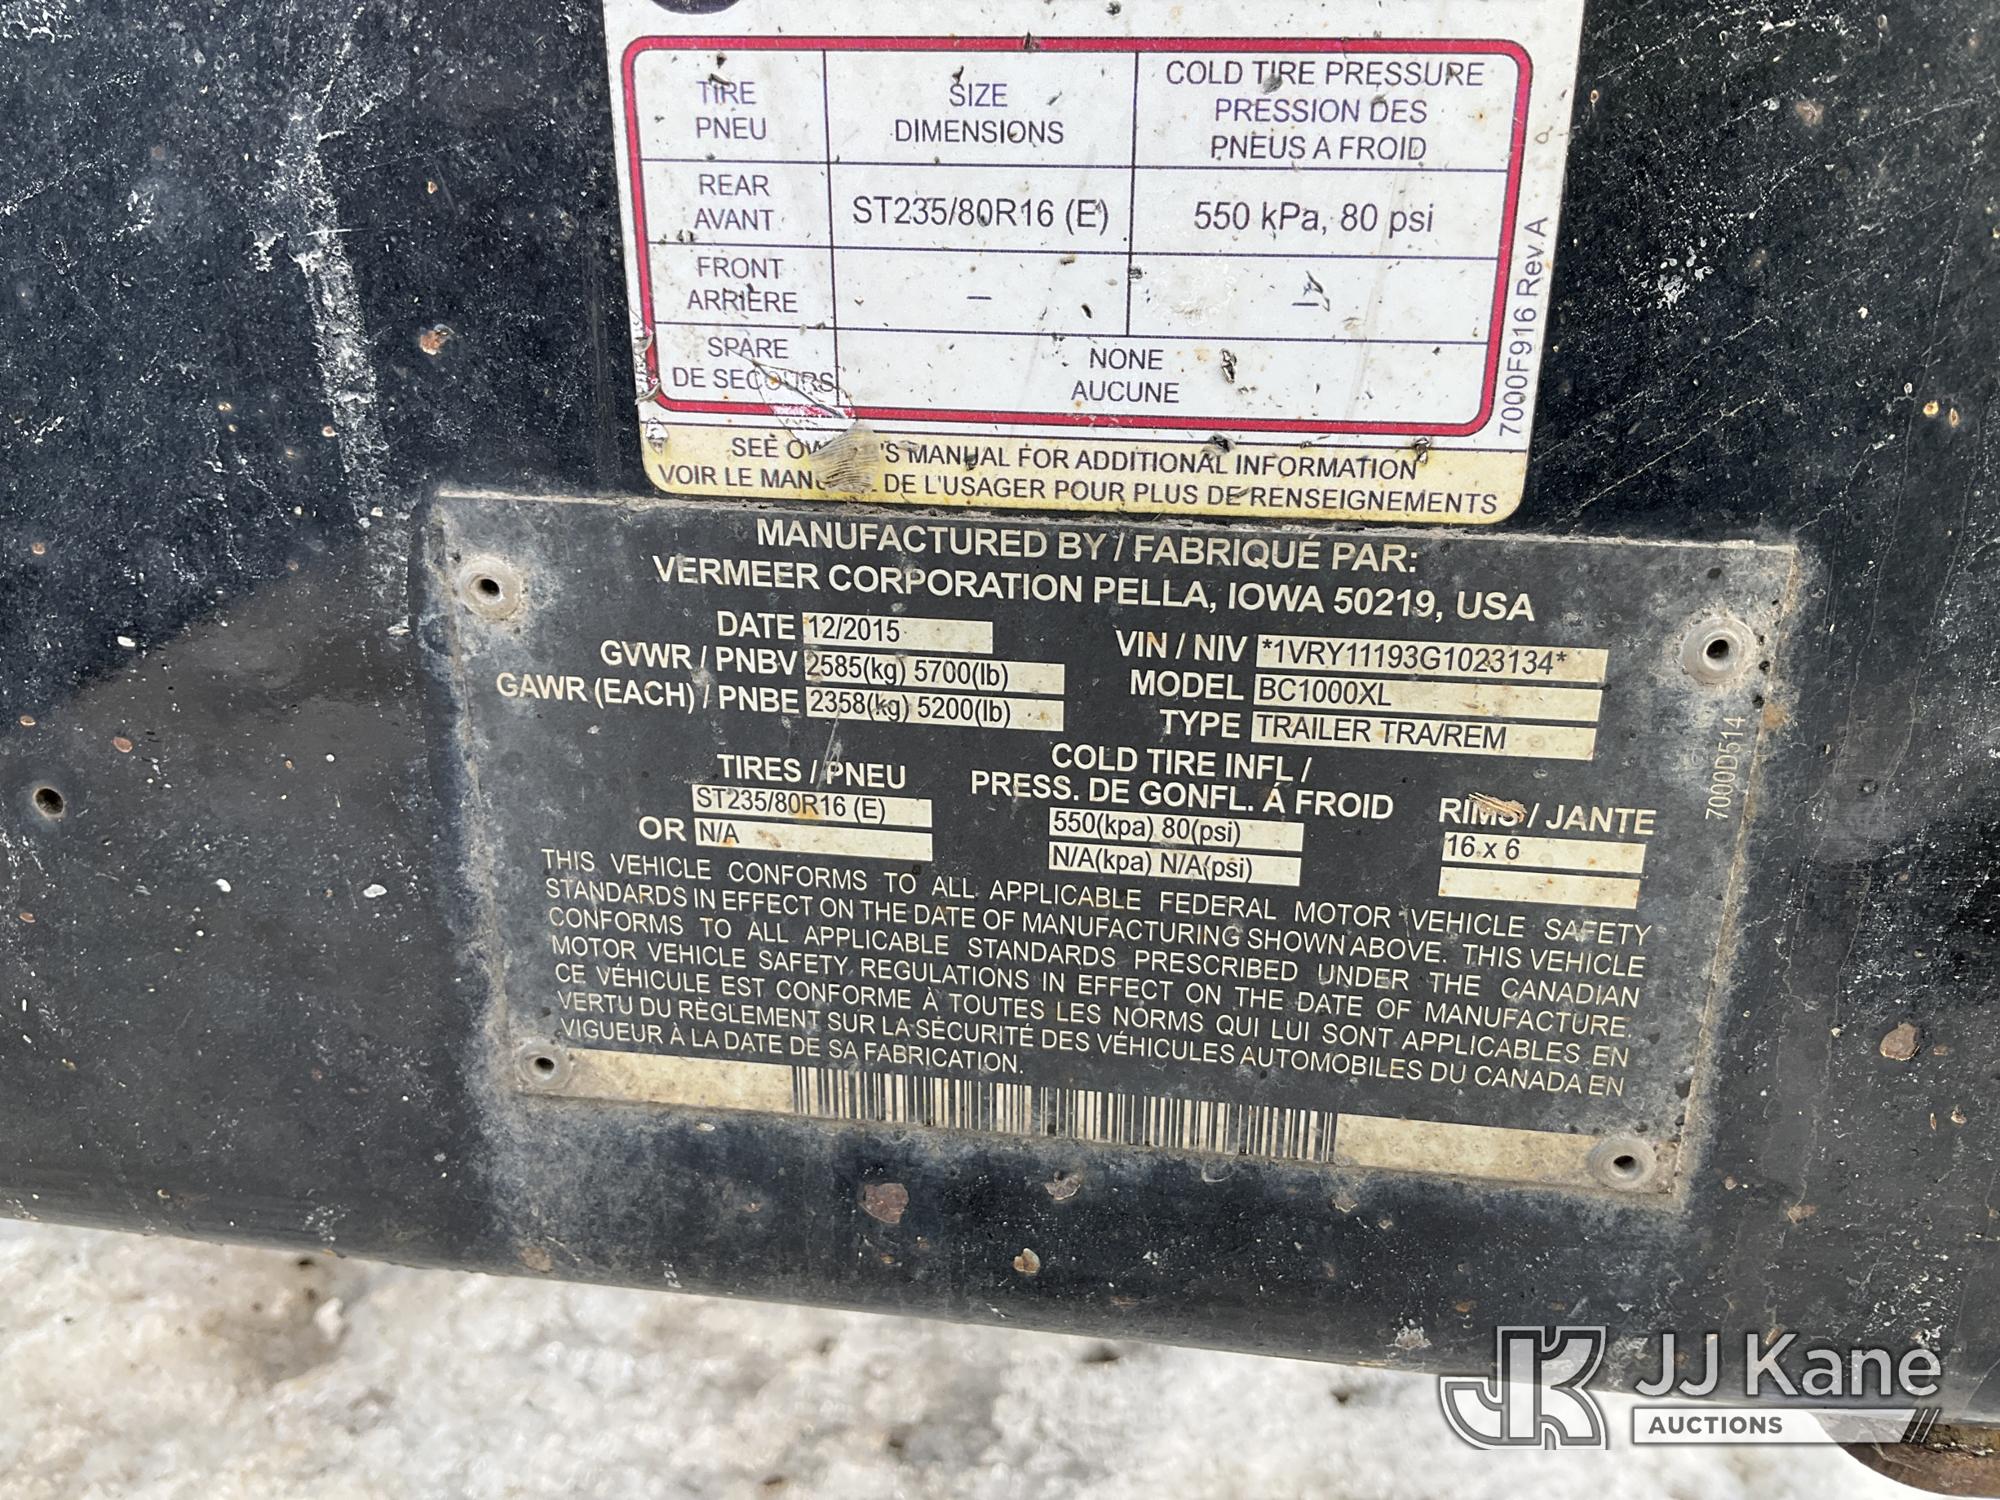 TIRE
PNEU
SIZE
DIMENSIONS
COLD TIRE PRESSURE
PRESSION DES
PNEUS A FROID
REAR
AVANT
ST235/80R16 (E)
550 kPa, 80 psi
FRONT
ARRIERE
–
–
SPARE
DE SECOURS
NONE
AUCUNE
7000F916 Rev A
SEE 'S MANUAL FOR ADDITIONAL INFORMATION
VOIR LE DE L'USAGER POUR PLUS DE RENSEIGNEMENTS
MANUFACTURED BY / FABRIQUÉ PAR:
VERMEER CORPORATION PELLA, IOWA 50219, USA
DATE 12/2015
GVWR / PNBV 2585(kg) 5700(lb)
GAWR (EACH) / PNBE 2358(kg) 5200(lb)
VIN / NIV *1VRY11193G1023134*
MODEL BC1000XL
TYPE TRAILER TRA/REM
TIRES / PNEU
ST235/80R16 (E)
OR N/A
COLD TIRE INFL /
PRESS. DE GONFL. Á FROID
550(kpa) 80(psi)
N/A(kpa) N/A(psi)
RIMS / JANTE
16 x 6
7000D514
THIS VEHICLE CONFORMS TO ALL APPLICABLE FEDERAL MOTOR VEHICLE SAFETY
STANDARDS IN EFFECT ON THE DATE OF MANUFACTURING SHOWN ABOVE. THIS VEHICLE
CONFORMS TO ALL APPLICABLE STANDARDS PRESCRIBED UNDER THE CANADIAN
MOTOR VEHICLE SAFETY REGULATIONS IN EFFECT ON THE DATE OF MANUFACTURE.
CE VÉHICULE EST CONFORME À TOUTES LES NORMS QUI LUI SONT APPLICABLES EN
VERTU DU RÈGLEMENT SUR LA SÉCURITÉ DES VÉHICULES AUTOMOBILES DU CANADA EN
VIGUEUR À LA DATE DE SA FABRICATION.
JK JJ Kane
AUCTIONS